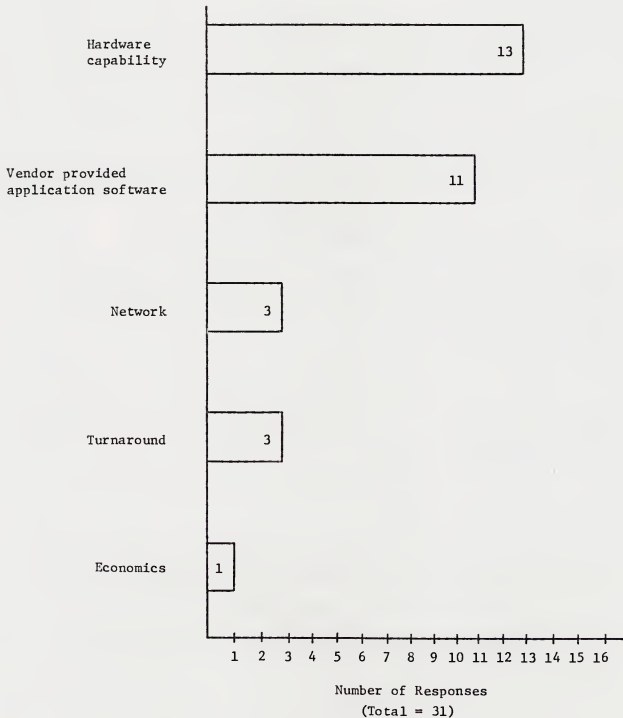 Hardware
capability
13
Vendor provided
application software
11
Network
3
Turnaround
3
Economics
1
1 2 3 4 5 6 7 8 9 10 11 12 13 14 15 16
Number of Responses
(Total = 31)